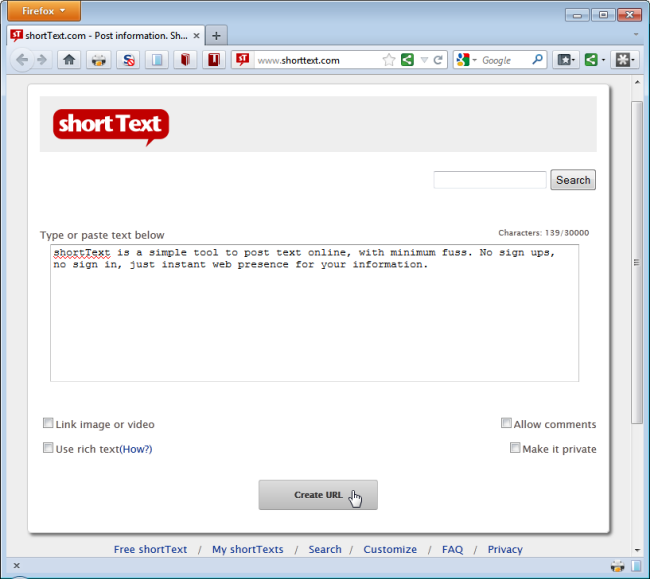 Firefox
shortText.com - Post information. Sh...
www.shorttext.com
Google
short Text
Search
Type or paste text below
Characters: 139/30000
shortText is a simple tool to post text online, with minimum fuss. No sign ups,
no sign in, just instant web presence for your information.
Link image or video
Allow comments
Use rich text(How?)
Make it private
Create URL
Free shortText / My shortTexts / Search / Customize / FAQ / Privacy